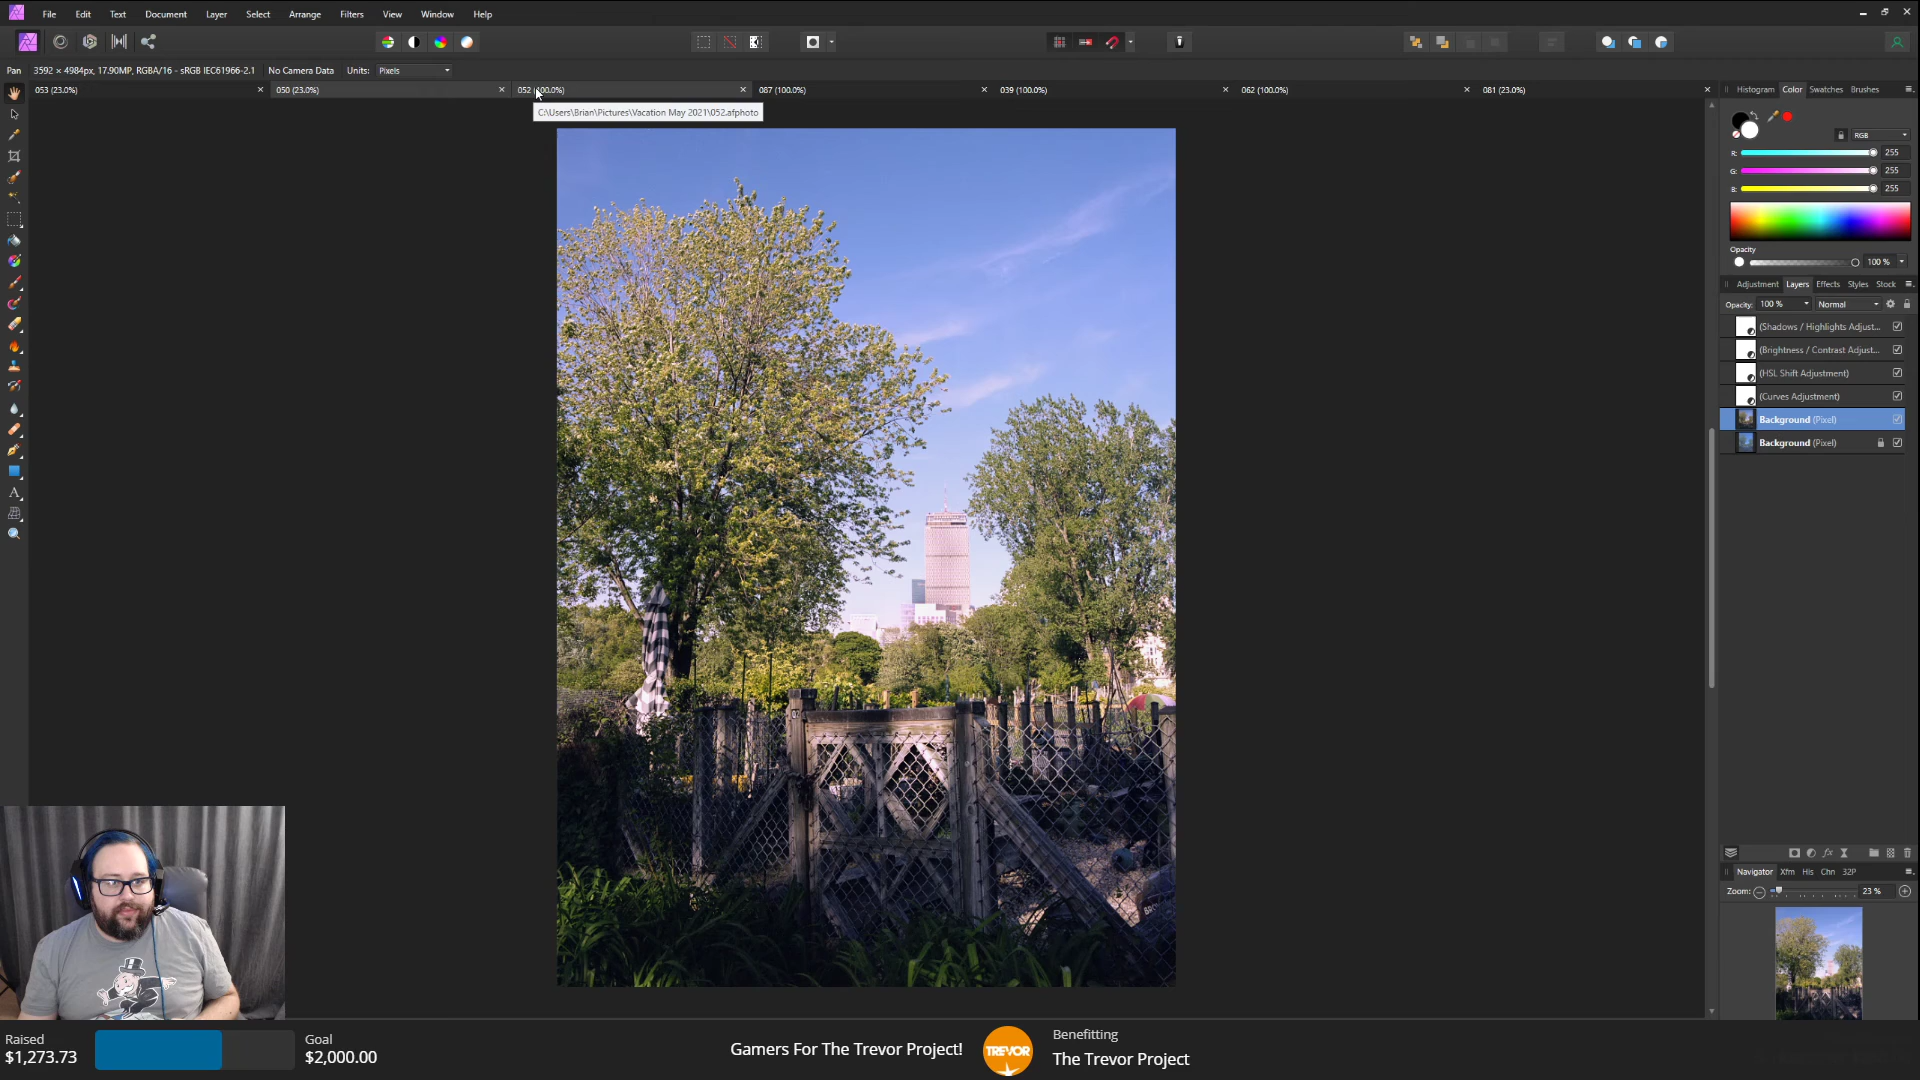 File Edit Text Document Layer Select Arrange Filters View Window Help
Pan 3592 × 4984px, 17.90MP, RGBA/16 - sRGB IEC61966-2.1 No Camera Data Units: Pixels
053 (23.0%) 050 (23.0%) 052 (100.0%) 087 (100.0%) 039 (100.0%) 062 (100.0%) 081 (23.0%)
C:\Users\Brian\Pictures\Vacation May 2021\052.afphoto
Histogram Color Swatches Brushes
RGB
R: 255
G: 255
B: 255
Opacity
100 %
Adjustment Layers Effects Styles Stock
Opacity: 100 % Normal
(Shadows / Highlights Adjust...
(Brightness / Contrast Adjust...
(HSL Shift Adjustment)
(Curves Adjustment)
Background (Pixel)
Background (Pixel)
Navigator Xfm His Chn 32P
Zoom: 23 %
Raised
$1,273.73
Goal
$2,000.00
Gamers For The Trevor Project!
TREVOR
Benefitting
The Trevor Project